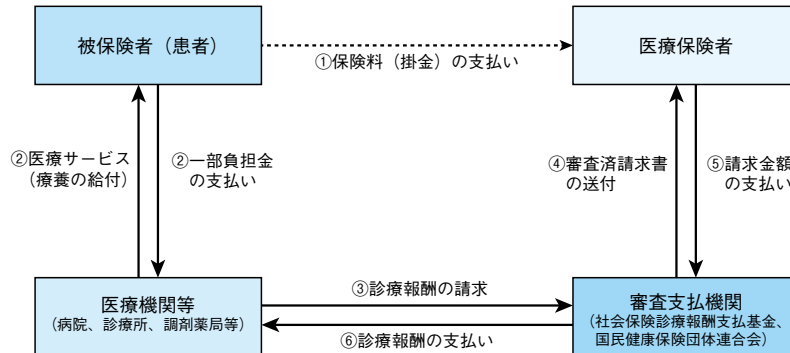 被保険者（患者）
医療保険者
①保険料（掛金）の支払い
②医療サービス
（療養の給付）
②一部負担金
の支払い
④審査済請求書
の送付
⑤請求金額
の支払い
医療機関等
（病院、診療所、調剤薬局等）
③診療報酬の請求
⑥診療報酬の支払い
審査支払機関
（社会保険診療報酬支払基金、
国民健康保険団体連合会）